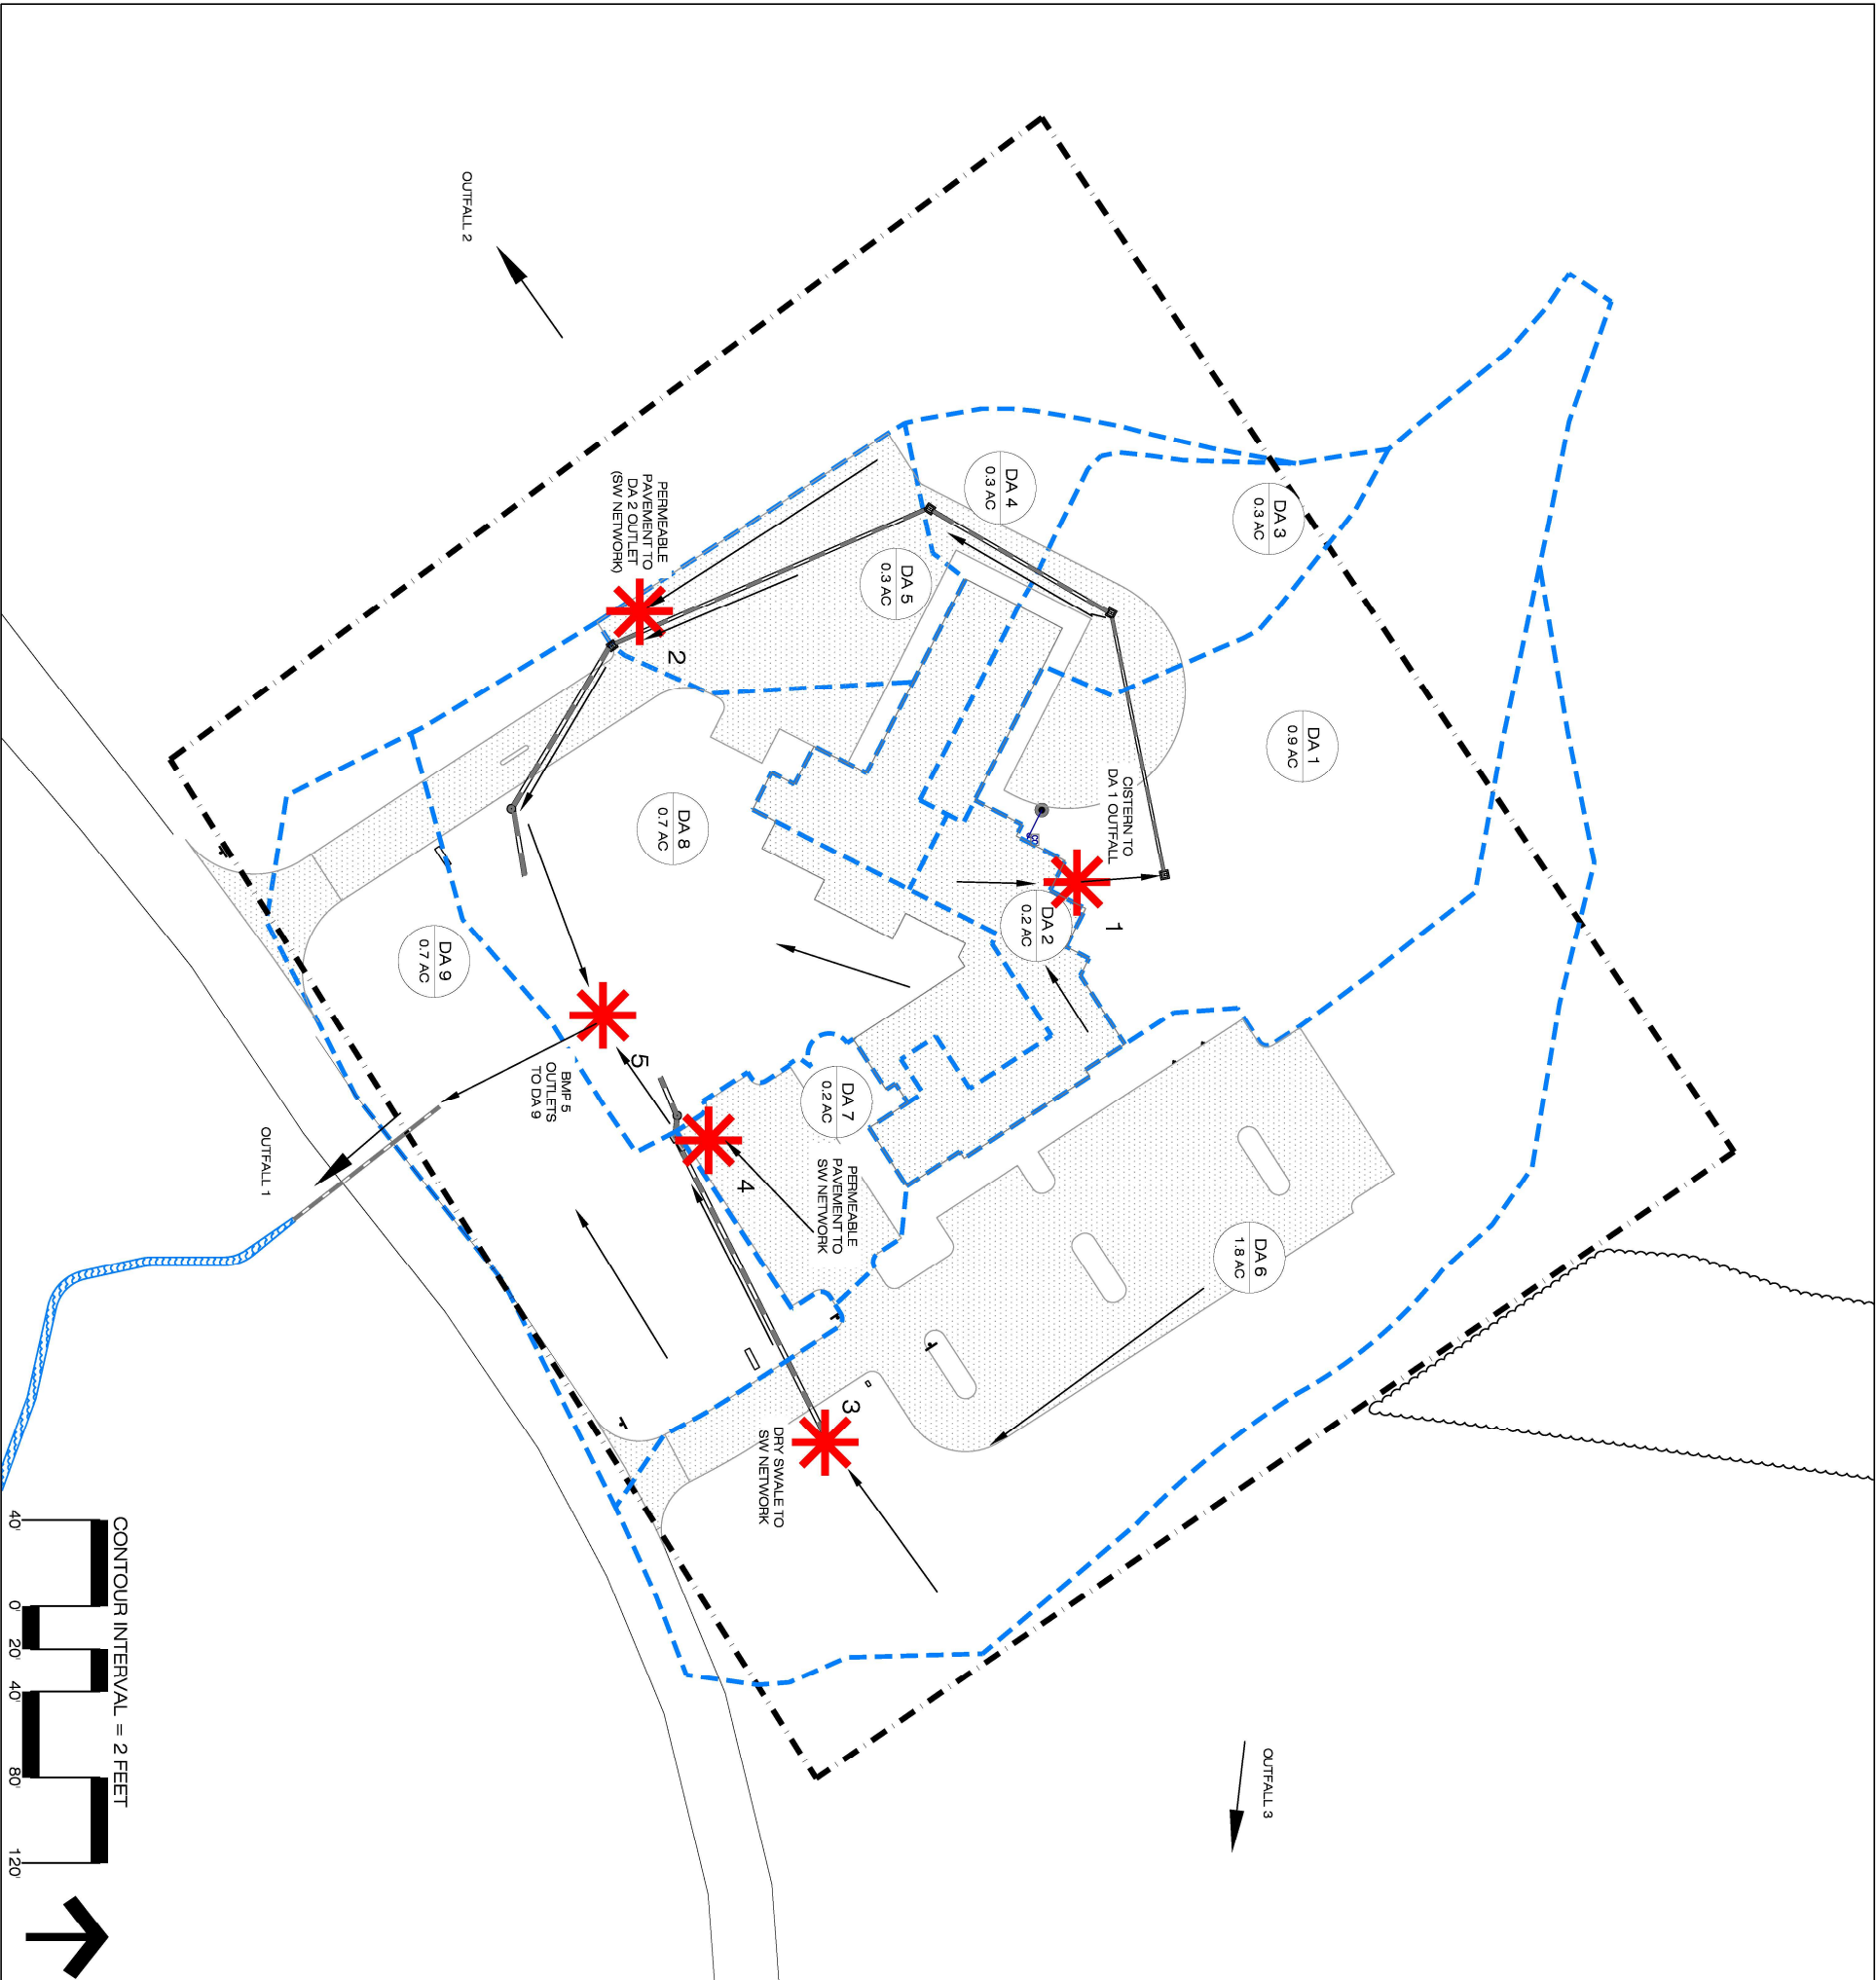 OUTFALL 2
DA 3
0.3 AC
DA 4
0.3 AC
DA 5
0.3 AC
PERMEABLE
PAVEMENT TO
DA 2 OUTLET
(SW NETWORK)
2
DA 1
0.9 AC
CISTERN TO
DA 1 OUTFALL
DA 8
0.7 AC
1
DA 2
0.2 AC
DA 9
0.7 AC
5
BMP 5
OUTLETS
TO DA 9
DA 7
0.2 AC
PERMEABLE
PAVEMENT TO
SW NETWORK
4
OUTFALL 1
DA 6
1.8 AC
3
DRY SWALE TO
SW NETWORK
OUTFALL 3
CONTOUR INTERVAL = 2 FEET
40' 0' 20' 40' 80' 120'